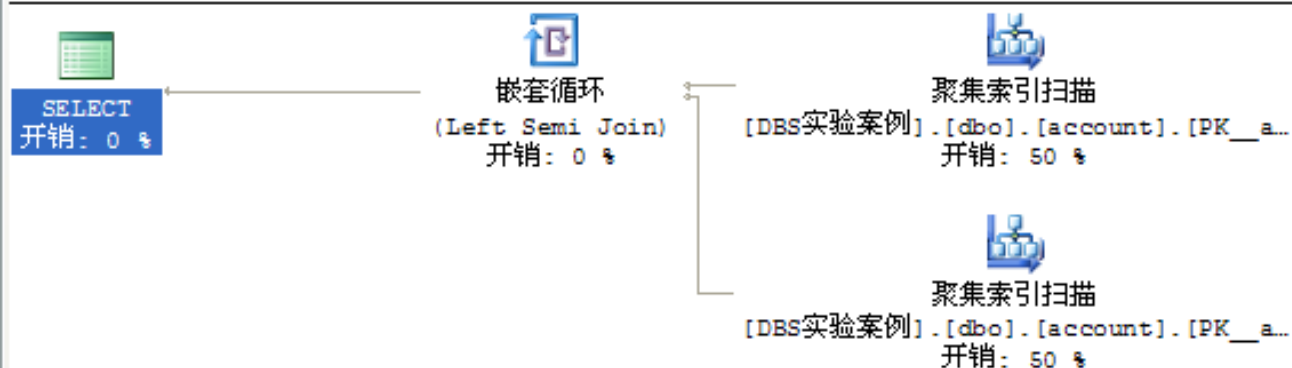 SELECT
开销: 0 %
嵌套循环
(Left Semi Join)
开销: 0 %
聚集索引扫描
[DBS实验案例].[dbo].[account].[PK__a…
开销: 50 %
聚集索引扫描
[DBS实验案例].[dbo].[account].[PK__a…
开销: 50 %